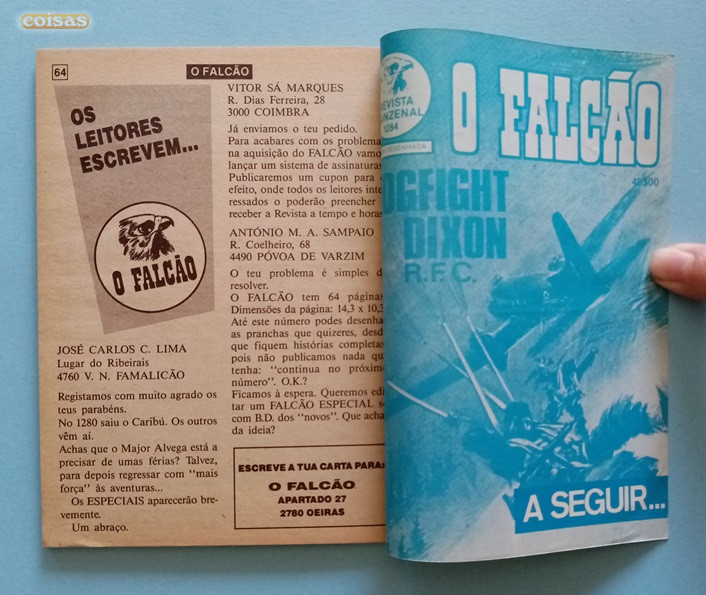 coisas
64
O FALCÃO
OS
LEITORES
ESCREVEM...
O FALCÃO
JOSÉ CARLOS C. LIMA
Lugar do Ribeirais
4760 V. N. FAMALICÃO
Registamos com muito agrado os
teus parabéns.
No 1280 saiu o Caribú. Os outros
vêm aí.
Achas que o Major Alvega está a
precisar de umas férias? Talvez,
para depois regressar com "mais
força" às aventuras...
Os ESPECIAIS aparecerão bre-
vemente.
Um abraço.
VITOR SÁ MARQUES
R. Dias Ferreira, 28
3000 COIMBRA
Já enviamos o teu pedido.
Para acabares com os problema
na aquisição do FALCÃO vamo
lançar um sistema de assinatura
Publicaremos um cupon para
efeito, onde todos os leitores inte
ressados o poderão preencher
receber a Revista a tempo e horas
ANTÓNIO M. A. SAMPAIO
R. Coelheiro, 68
4490 PÓVOA DE VARZIM
O teu problema é simples d
resolver.
O FALCÃO tem 64 páginas
Dimensões da página: 14,3 x 10,5
Até este número podes desenha
as pranchas que quizeres, desd
que fiquem histórias completas
pois não publicamos nada qu
tenha: "continua no próxim
número". O.K.?
Ficamos à espera. Queremos edi
tar um FALCÃO ESPECIAL s
com B.D. dos "novos". Que acha
da ideia?
ESCREVE A TUA CARTA PARA:
O FALCÃO
APARTADO 27
2780 OEIRAS
REVISTA
INZENAL
1284
DESENHADA
O FALCÃO
OGFIGHT
DIXON
R.F.C.
A SEGUIR...